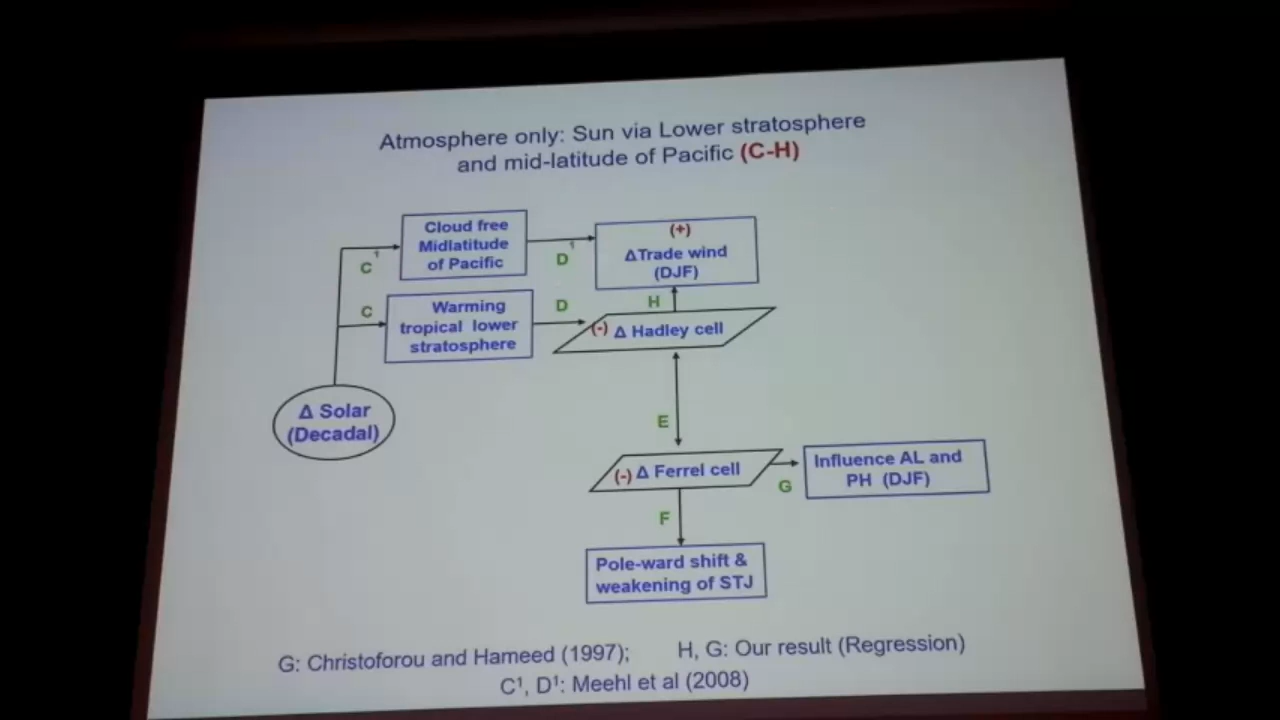 Atmosphere only: Sun via Lower stratosphere
and mid-latitude of Pacific (C-H)
Cloud free
Midlatitude
of Pacific
C¹
D¹
(+)
ΔTrade wind
(DJF)
H
C
Warming
tropical lower
stratosphere
D
(-) Δ Hadley cell
Δ Solar
(Decadal)
E
(-) Δ Ferrel cell
G
Influence AL and
PH (DJF)
F
Pole-ward shift &
weakening of STJ
G: Christoforou and Hameed (1997); H, G: Our result (Regression)
C¹, D¹: Meehl et al (2008)